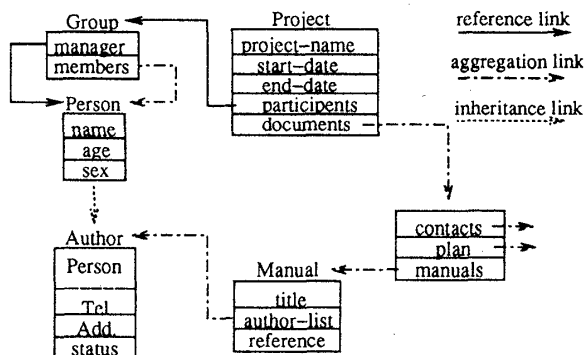 Group
manager
members
Person
name
age
sex
Author
Person
Tel
Add.
status
Project
project-name
start-date
end-date
participents
documents
contacts
plan
manuals
Manual
title
author-list
reference
reference link
aggregation link
inheritance link